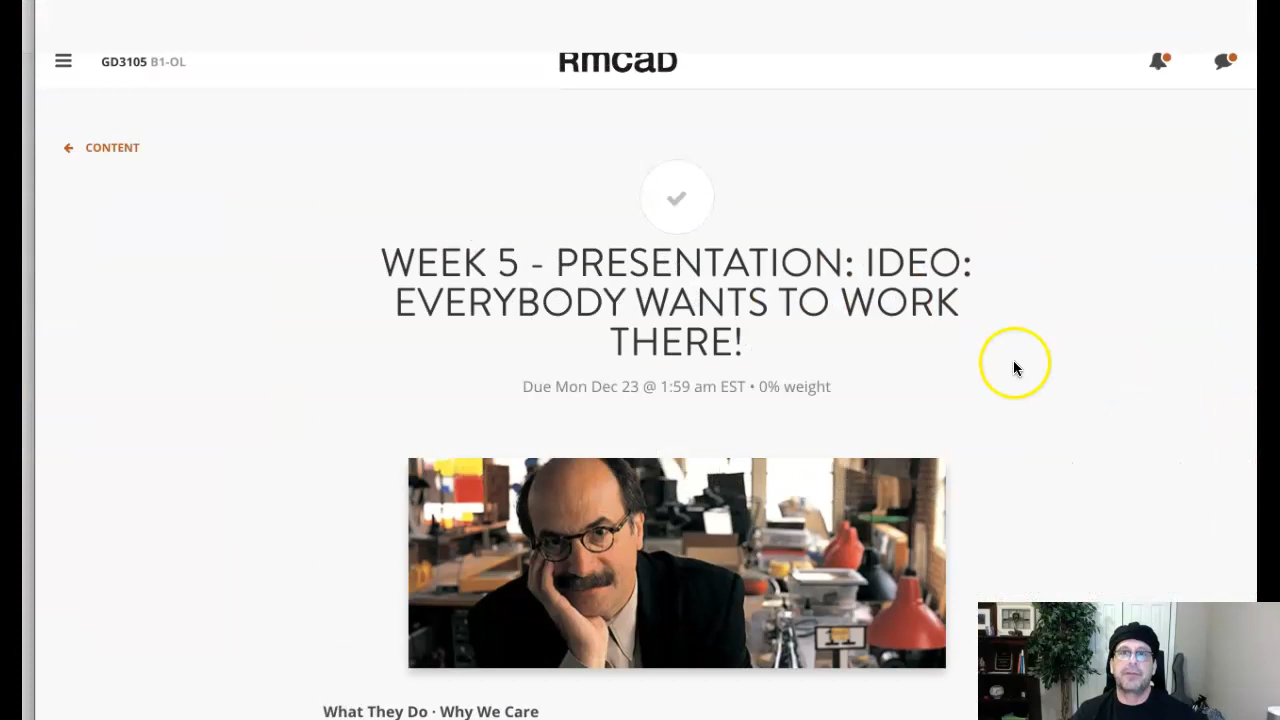 GD3105 B1-OL
RMCAD
CONTENT
WEEK 5 - PRESENTATION: IDEO:
EVERYBODY WANTS TO WORK
THERE!
Due Mon Dec 23 @ 1:59 am EST • 0% weight
What They Do · Why We Care